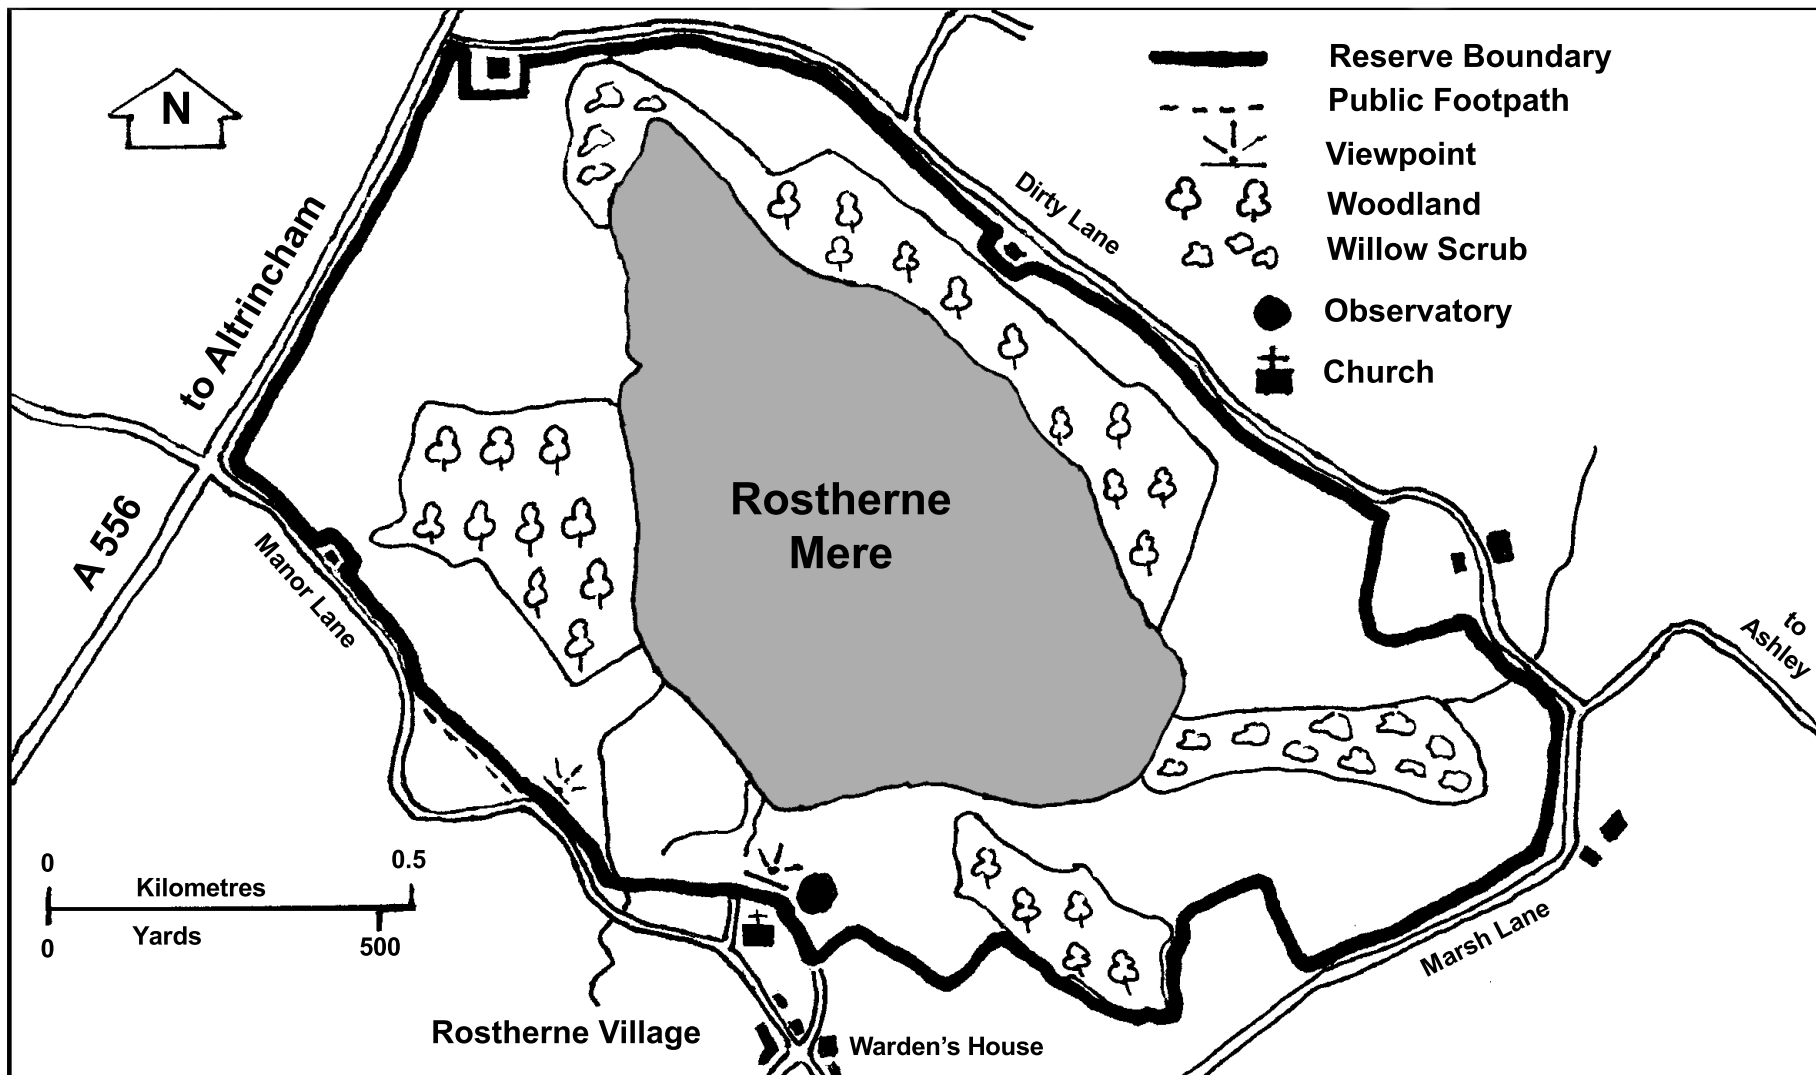 N
Reserve Boundary
Public Footpath
Viewpoint
Woodland
Willow Scrub
Observatory
Church
Dirty Lane
to Altrincham
A 556
Manor Lane
Rostherne
Mere
to
Ashley
0 0.5
Kilometres
Yards
0 500
Marsh Lane
Rostherne Village
Warden's House